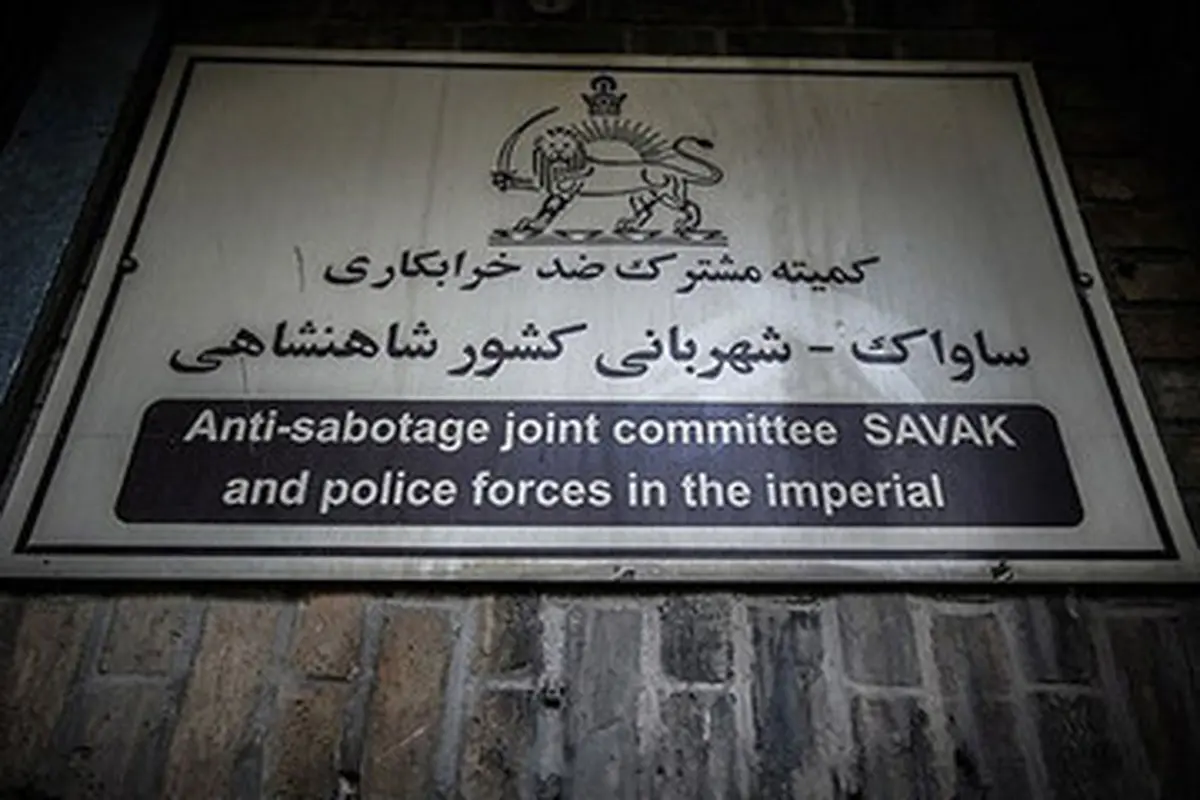 کمیته مشترک ضد خرابکاری
ساواک - شهربانی کشور شاهنشاهی
Anti-sabotage joint committee SAVAK
and police forces in the imperial